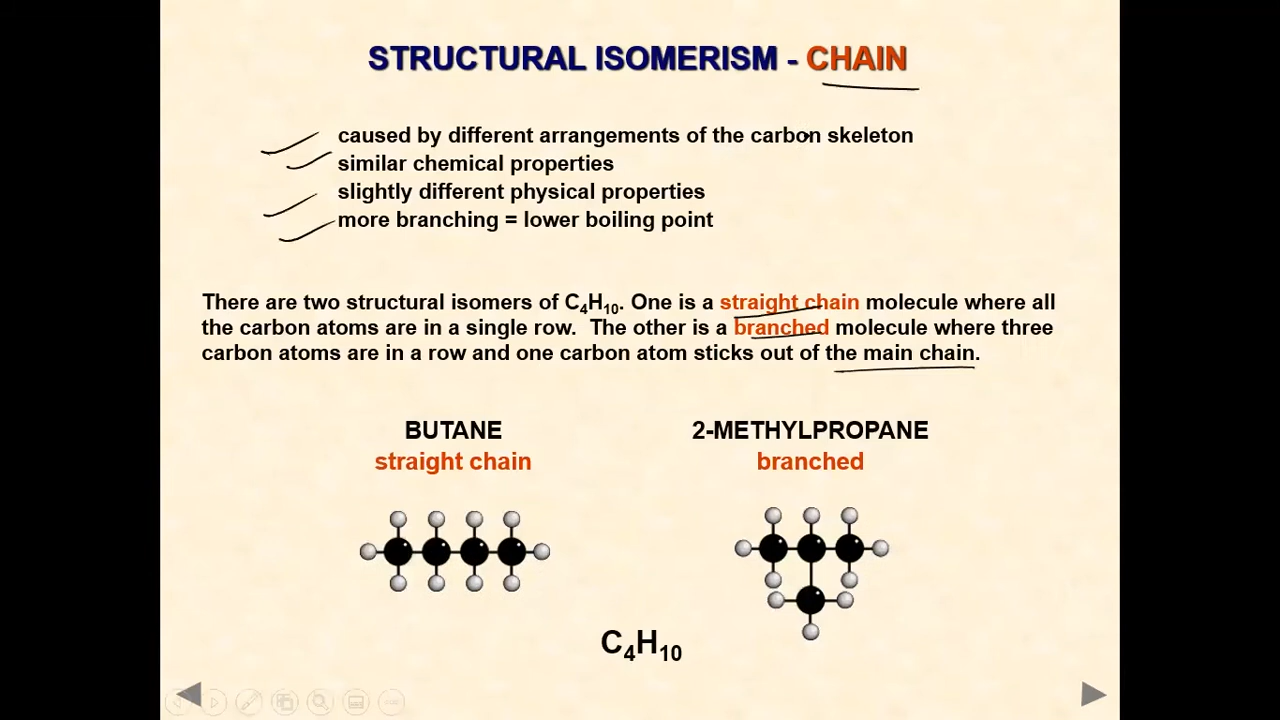 STRUCTURAL ISOMERISM - CHAIN
caused by different arrangements of the carbon skeleton
similar chemical properties
slightly different physical properties
more branching = lower boiling point
There are two structural isomers of C₄H₁₀. One is a straight chain molecule where all
the carbon atoms are in a single row. The other is a branched molecule where three
carbon atoms are in a row and one carbon atom sticks out of the main chain.
BUTANE
straight chain
2-METHYLPROPANE
branched
C₄H₁₀